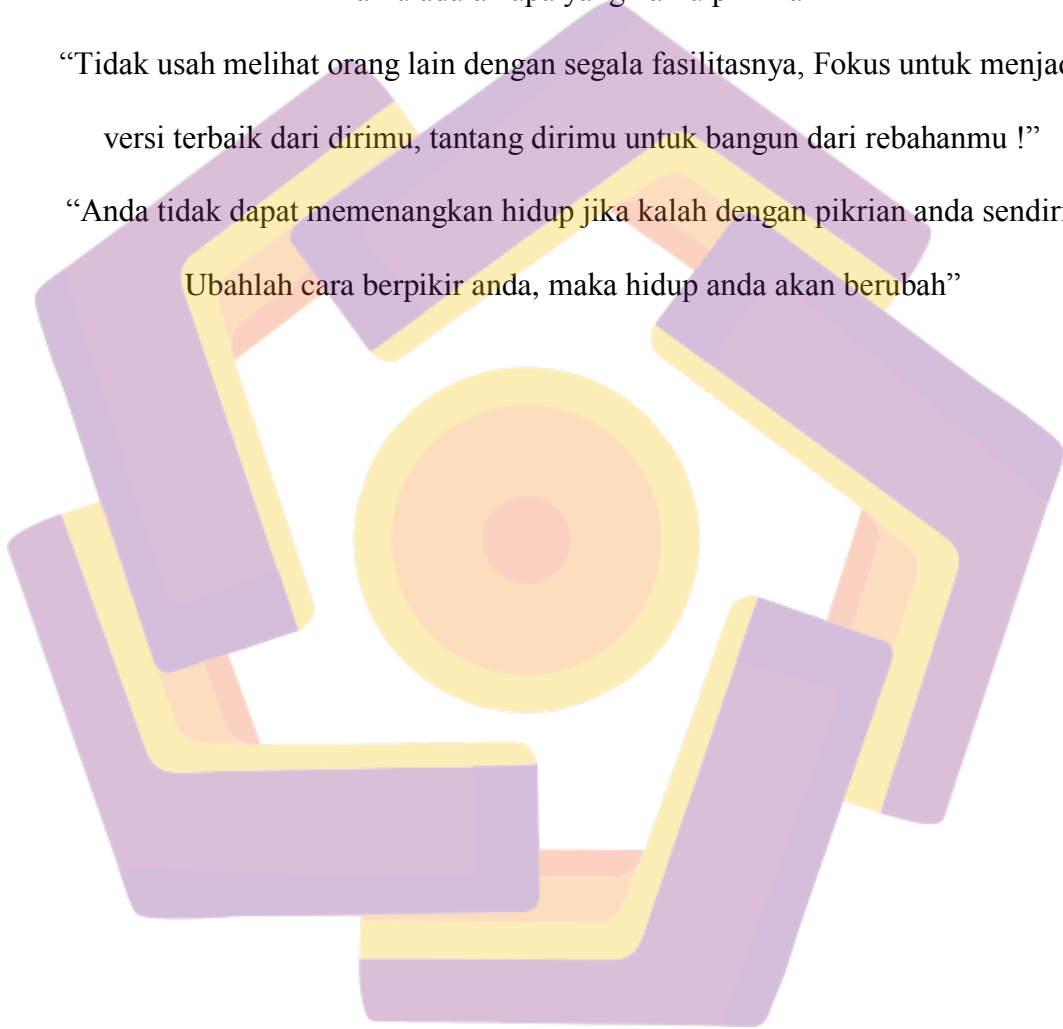 “Tidak usah melihat orang lain dengan segala fasilitasnya, Fokus untuk
versi terbaik dari dirimu, tantang dirimu untuk bangun dari rebahanmu !”
“Anda tidak dapat memenangkan hidup jika kalah dengan pikrian anda
Ubahlah cara berpikir anda, maka hidup anda akan berubah”